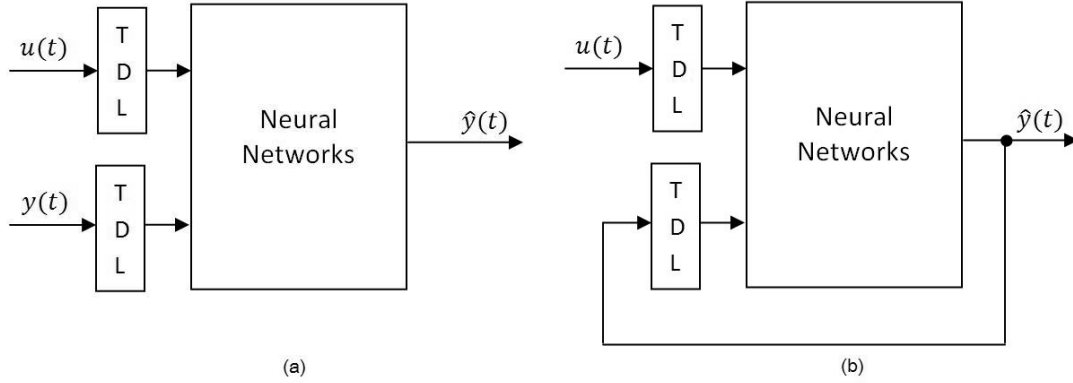 u(t)
T
D
L
y(t)
T
D
L
Neural
Networks
ŷ(t)
(a)
u(t)
T
D
L
T
D
L
Neural
Networks
ŷ(t)
(b)